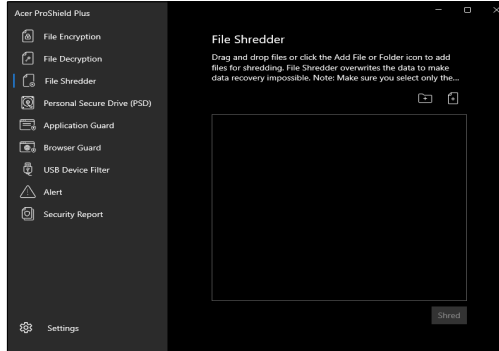 Acer ProShield Plus
File Encryption
File Decryption
File Shredder
Personal Secure Drive (PSD)
Application Guard
Browser Guard
USB Device Filter
Alert
Security Report
Settings
File Shredder
Drag and drop files or click the Add File or Folder icon to add
files for shredding. File Shredder overwrites the data to make
data recovery impossible. Note: Make sure you select only the...
Shred